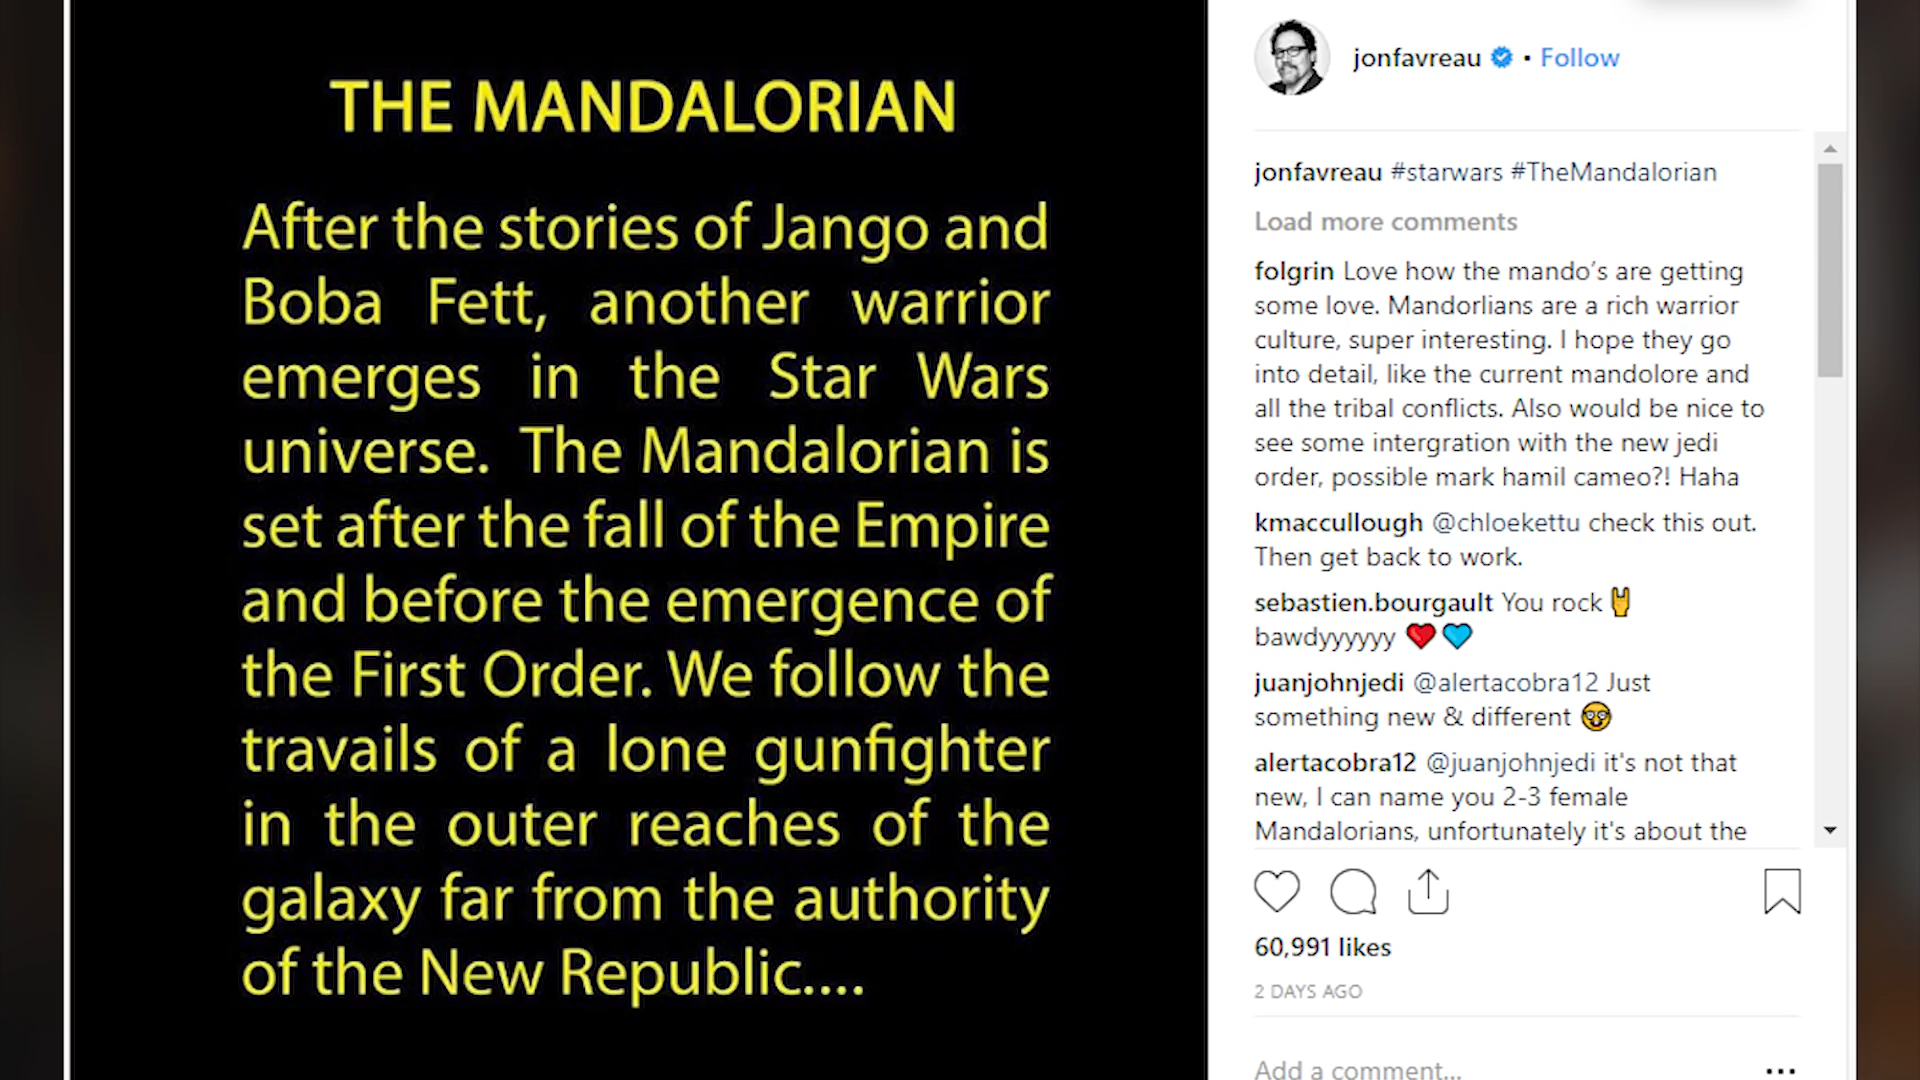 THE MANDALORIAN
After the stories of Jango and
Boba Fett, another warrior
emerges in the Star Wars
universe. The Mandalorian is
set after the fall of the Empire
and before the emergence of
the First Order. We follow the
travails of a lone gunfighter
in the outer reaches of the
galaxy far from the authority
of the New Republic....
jonfavreau • Follow
jonfavreau #starwars #TheMandalorian
Load more comments
folgrin Love how the mando's are getting
some love. Mandorlians are a rich warrior
culture, super interesting. I hope they go
into detail, like the current mandolore and
all the tribal conflicts. Also would be nice to
see some intergration with the new jedi
order, possible mark hamil cameo?! Haha
kmaccullough @chloekettu check this out.
Then get back to work.
sebastien.bourgault You rock 🤘
bawdyyyyyy ❤️💙
juanjohnjedi @alertacobra12 Just
something new & different 🤓
alertacobra12 @juanjohnjedi it's not that
new, I can name you 2-3 female
Mandalorians, unfortunately it's about the
60,991 likes
2 DAYS AGO
Add a comment...